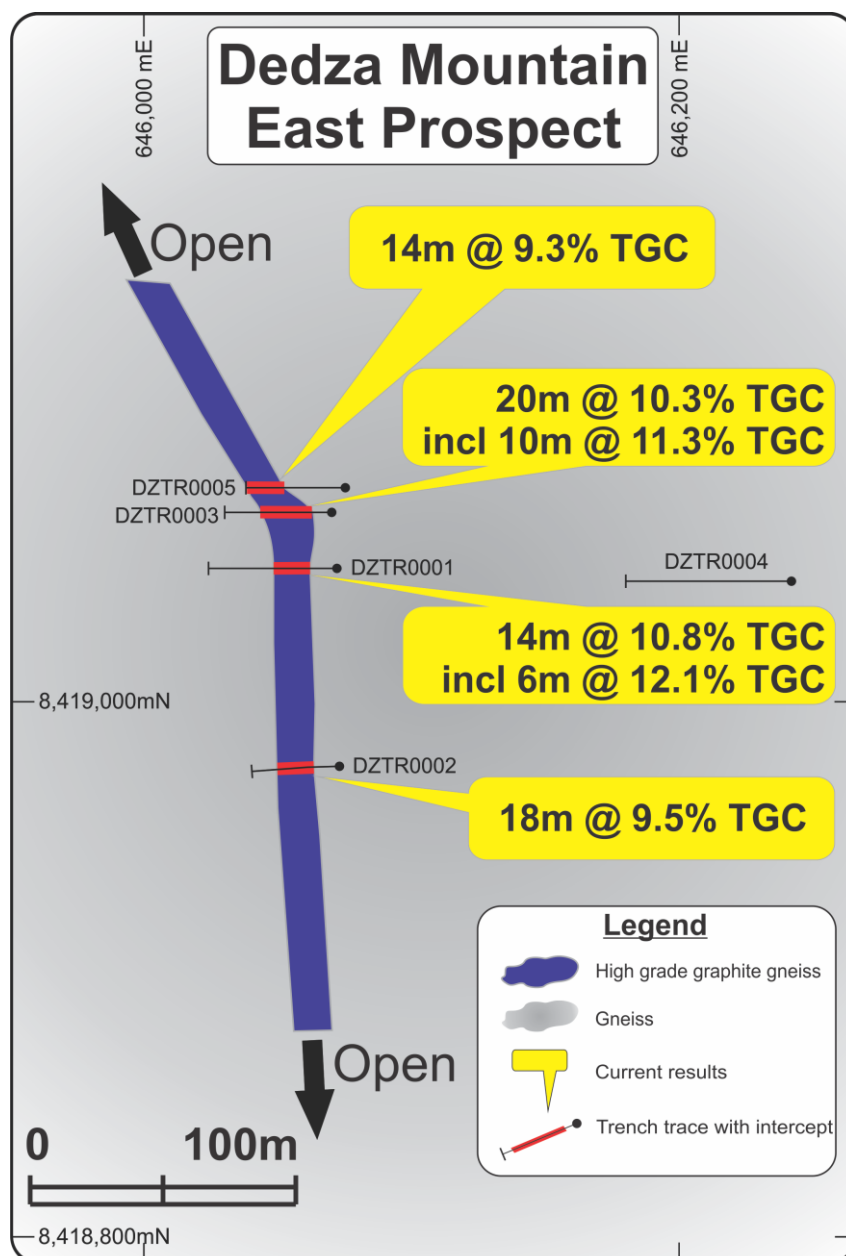 646,000 mE
646,200 mE
Dedza Mountain
East Prospect
Open
14m @ 9.3% TGC
20m @ 10.3% TGC
incl 10m @ 11.3% TGC
DZTR0005
DZTR0003
DZTR0001
DZTR0004
14m @ 10.8% TGC
incl 6m @ 12.1% TGC
8,419,000mN
DZTR0002
18m @ 9.5% TGC
Legend
High grade graphite gneiss
Gneiss
Current results
Trench trace with intercept
Open
0 100m
8,418,800mN